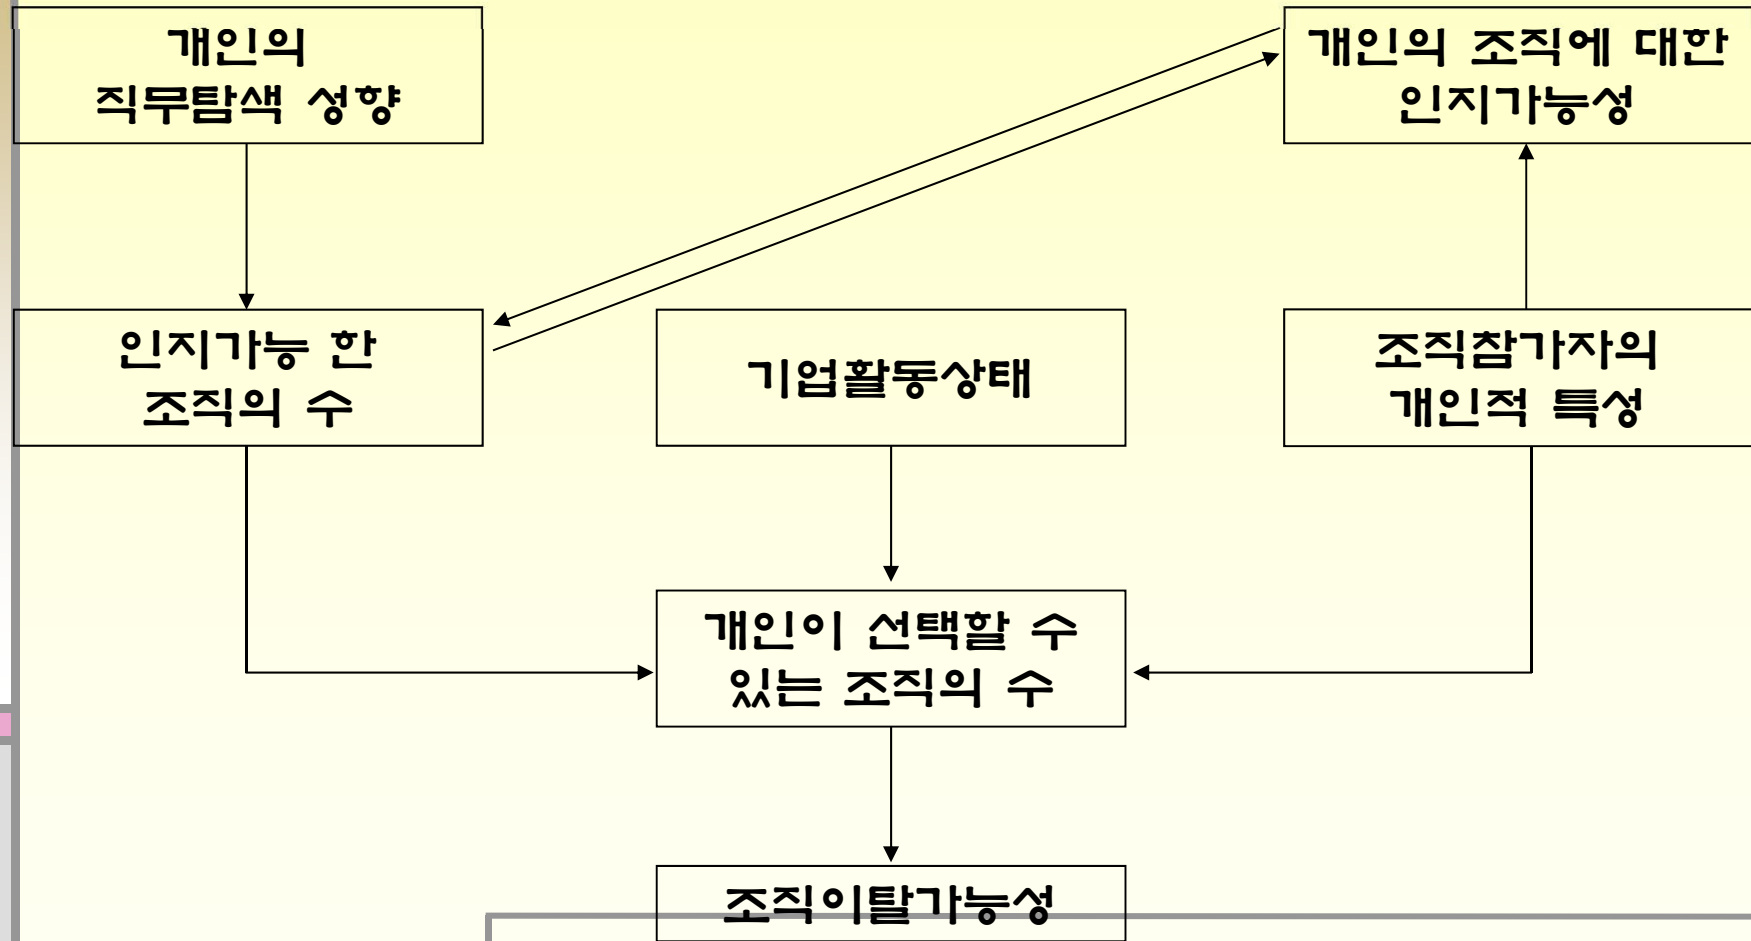 개인의
직무탐색 성향
개인의 조직에 대한
인지가능성
인지가능 한
조직의 수
기업활동상태
조직참가자의
개인적 특성
개인이 선택할 수
있는 조직의 수
조직이탈가능성